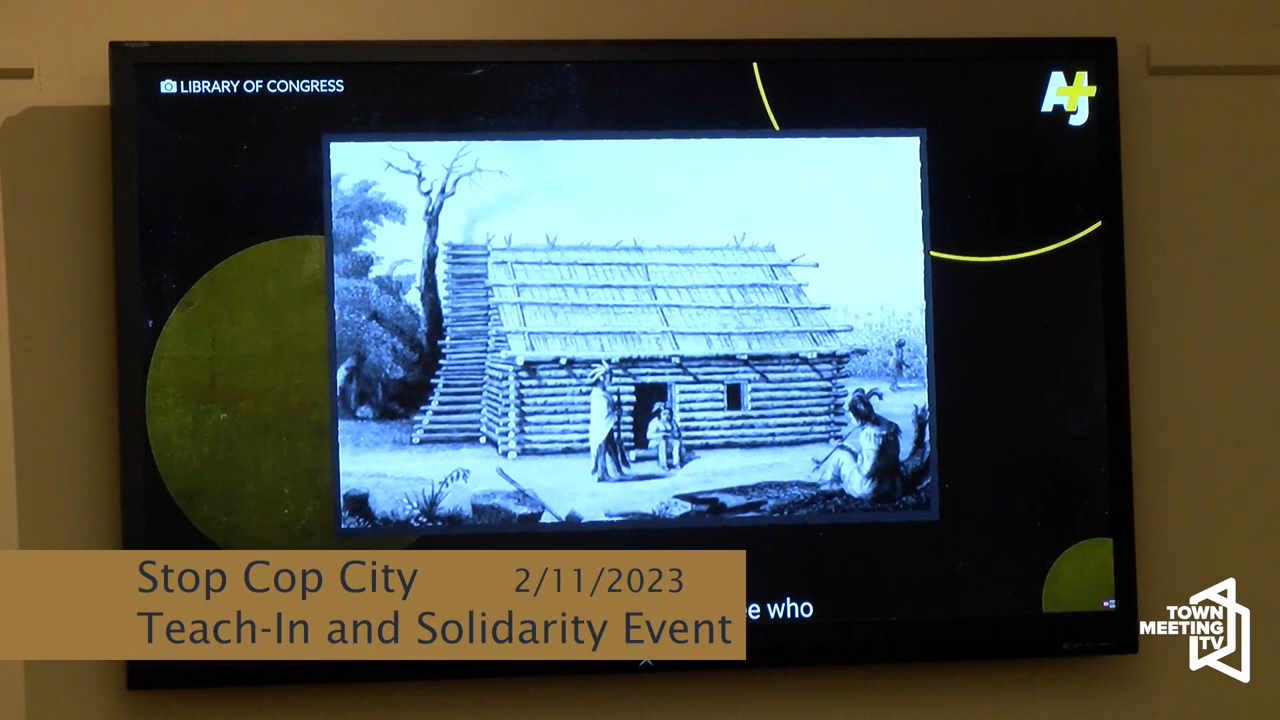 LIBRARY OF CONGRESS
AJ+
Stop Cop City 2/11/2023
Teach-In and Solidarity Event
who
TOWN
MEETING
TV